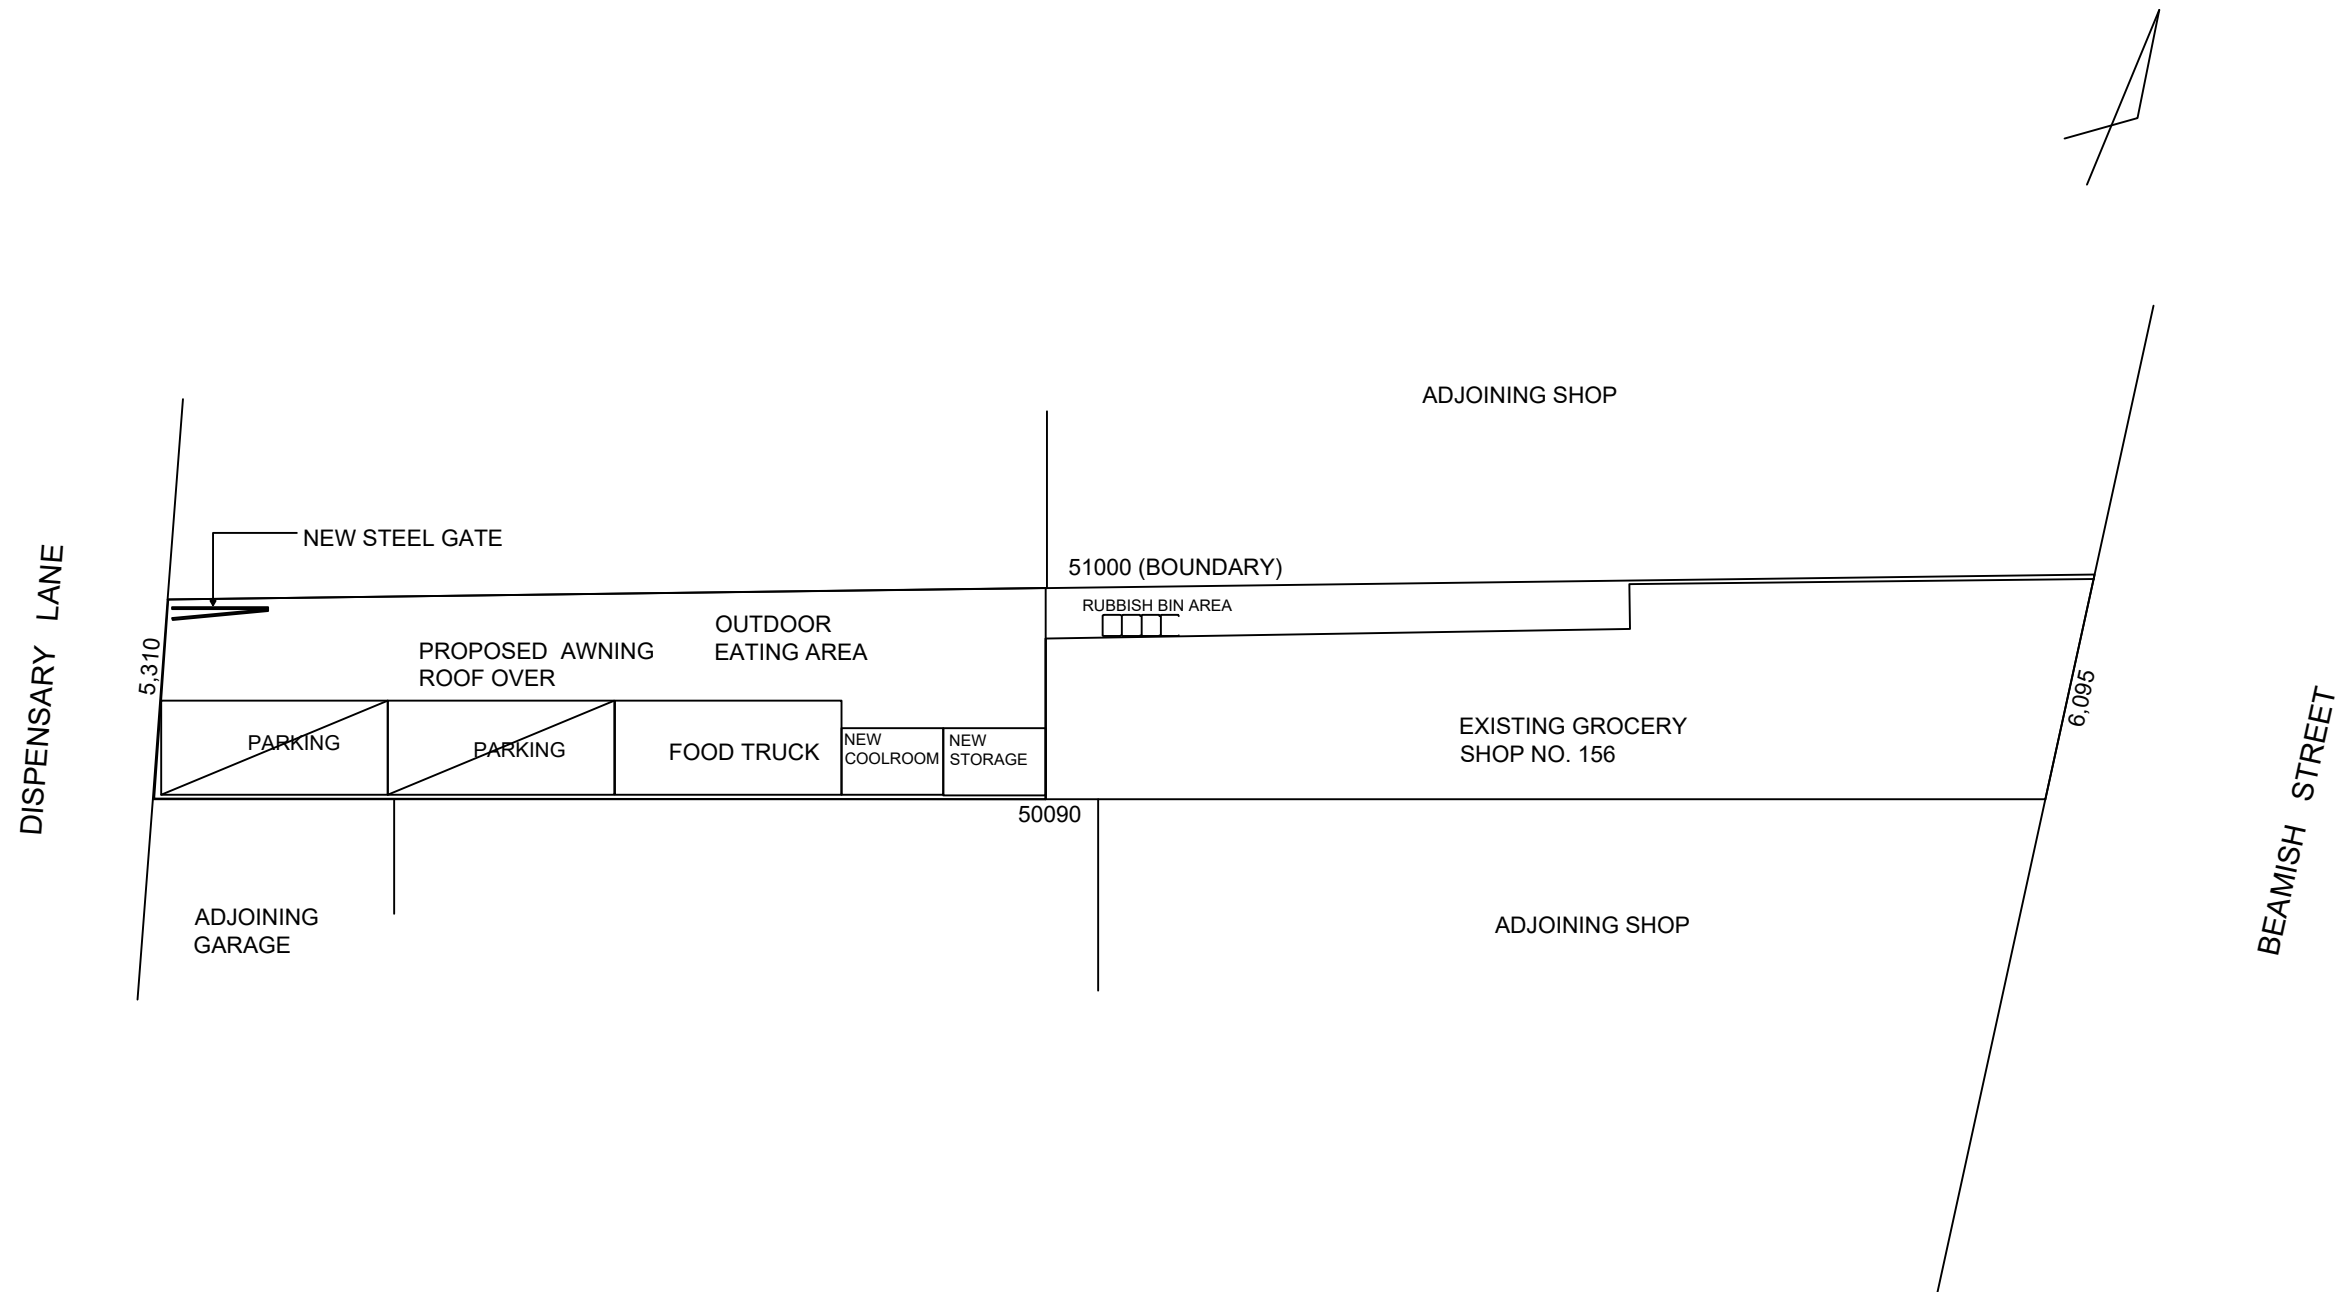 ADJOINING SHOP
NEW STEEL GATE
51000 (BOUNDARY)
RUBBISH BIN AREA
DISPENSARY LANE
5,310
PROPOSED AWNING
ROOF OVER
OUTDOOR
EATING AREA
6,095
BEAMISH STREET
PARKING
PARKING
FOOD TRUCK
NEW
COOLROOM
NEW
STORAGE
EXISTING GROCERY
SHOP NO. 156
50090
ADJOINING
GARAGE
ADJOINING SHOP